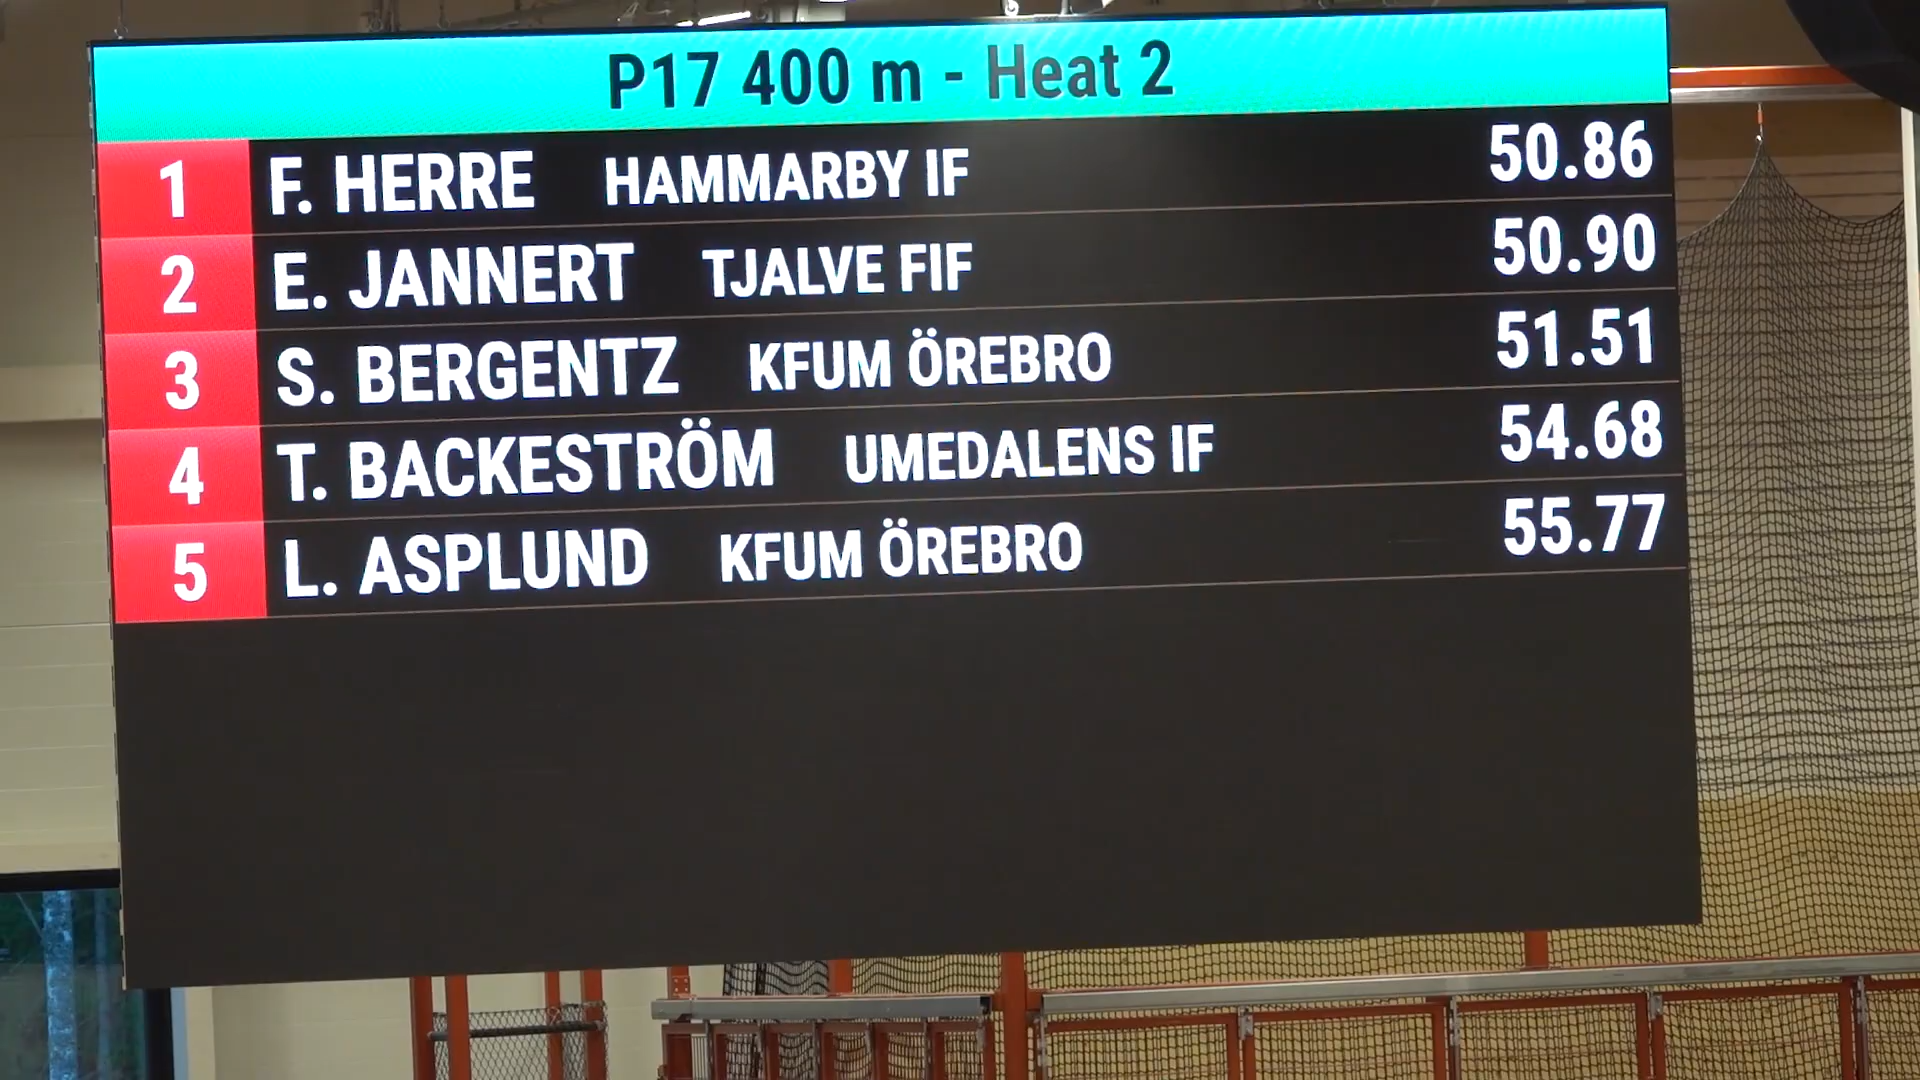 P17 400 m - Heat 2
1 F. HERRE HAMMARBY IF 50.86
2 E. JANNERT TJALVE FIF 50.90
3 S. BERGENTZ KFUM ÖREBRO 51.51
4 T. BACKESTRÖM UMEDALENS IF 54.68
5 L. ASPLUND KFUM ÖREBRO 55.77